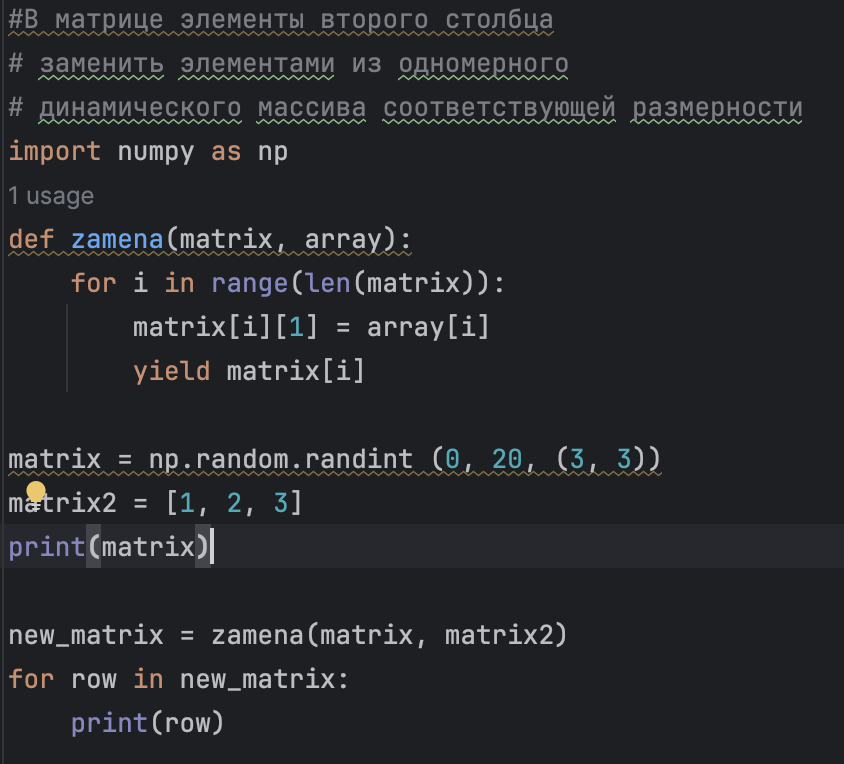 #В матрице элементы второго столбца
# заменить элементами из одномерного
# динамического массива соответствующей размерности
import numpy as np
1 usage
def zamena(matrix, array):
    for i in range(len(matrix)):
        matrix[i][1] = array[i]
        yield matrix[i]

matrix = np.random.randint (0, 20, (3, 3))
matrix2 = [1, 2, 3]
print(matrix)

new_matrix = zamena(matrix, matrix2)
for row in new_matrix:
    print(row)